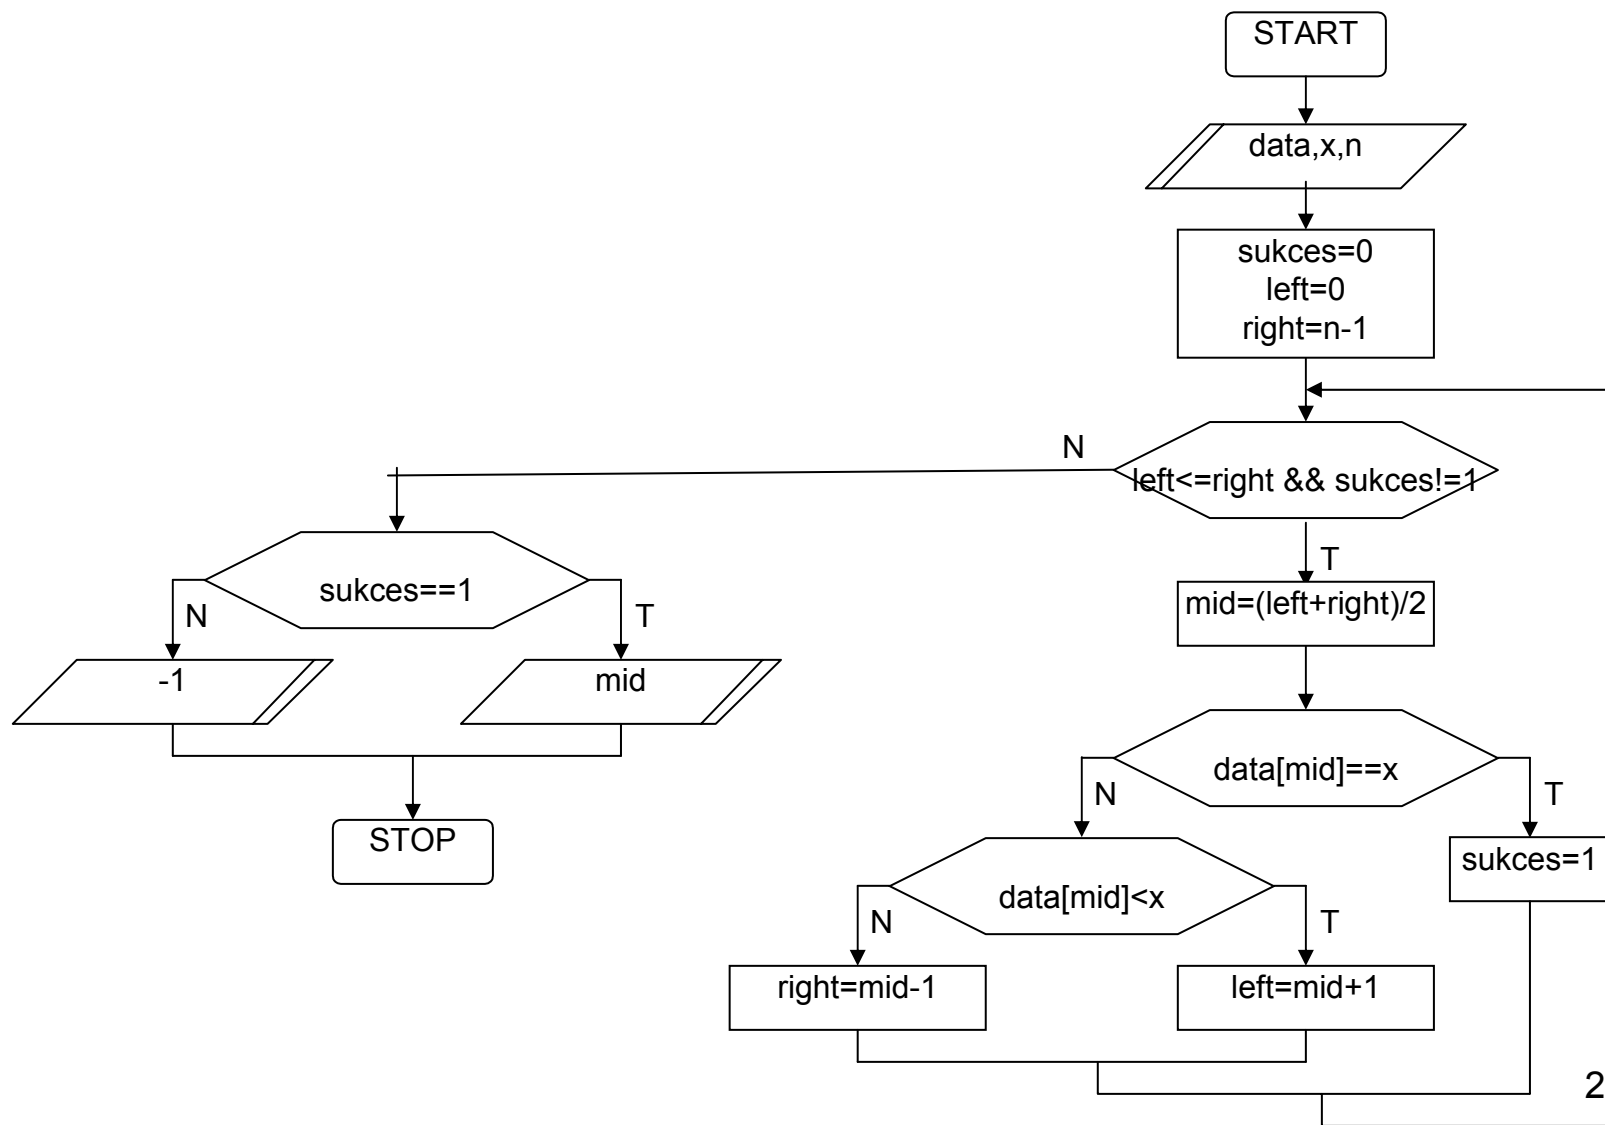 START
data,x,n
sukces=0
left=0
right=n-1
N
left<=right && sukces!=1
T
mid=(left+right)/2
sukces==1
N
T
-1
mid
STOP
data[mid]==x
N
T
sukces=1
data[mid]<x
N
T
right=mid-1
left=mid+1
2